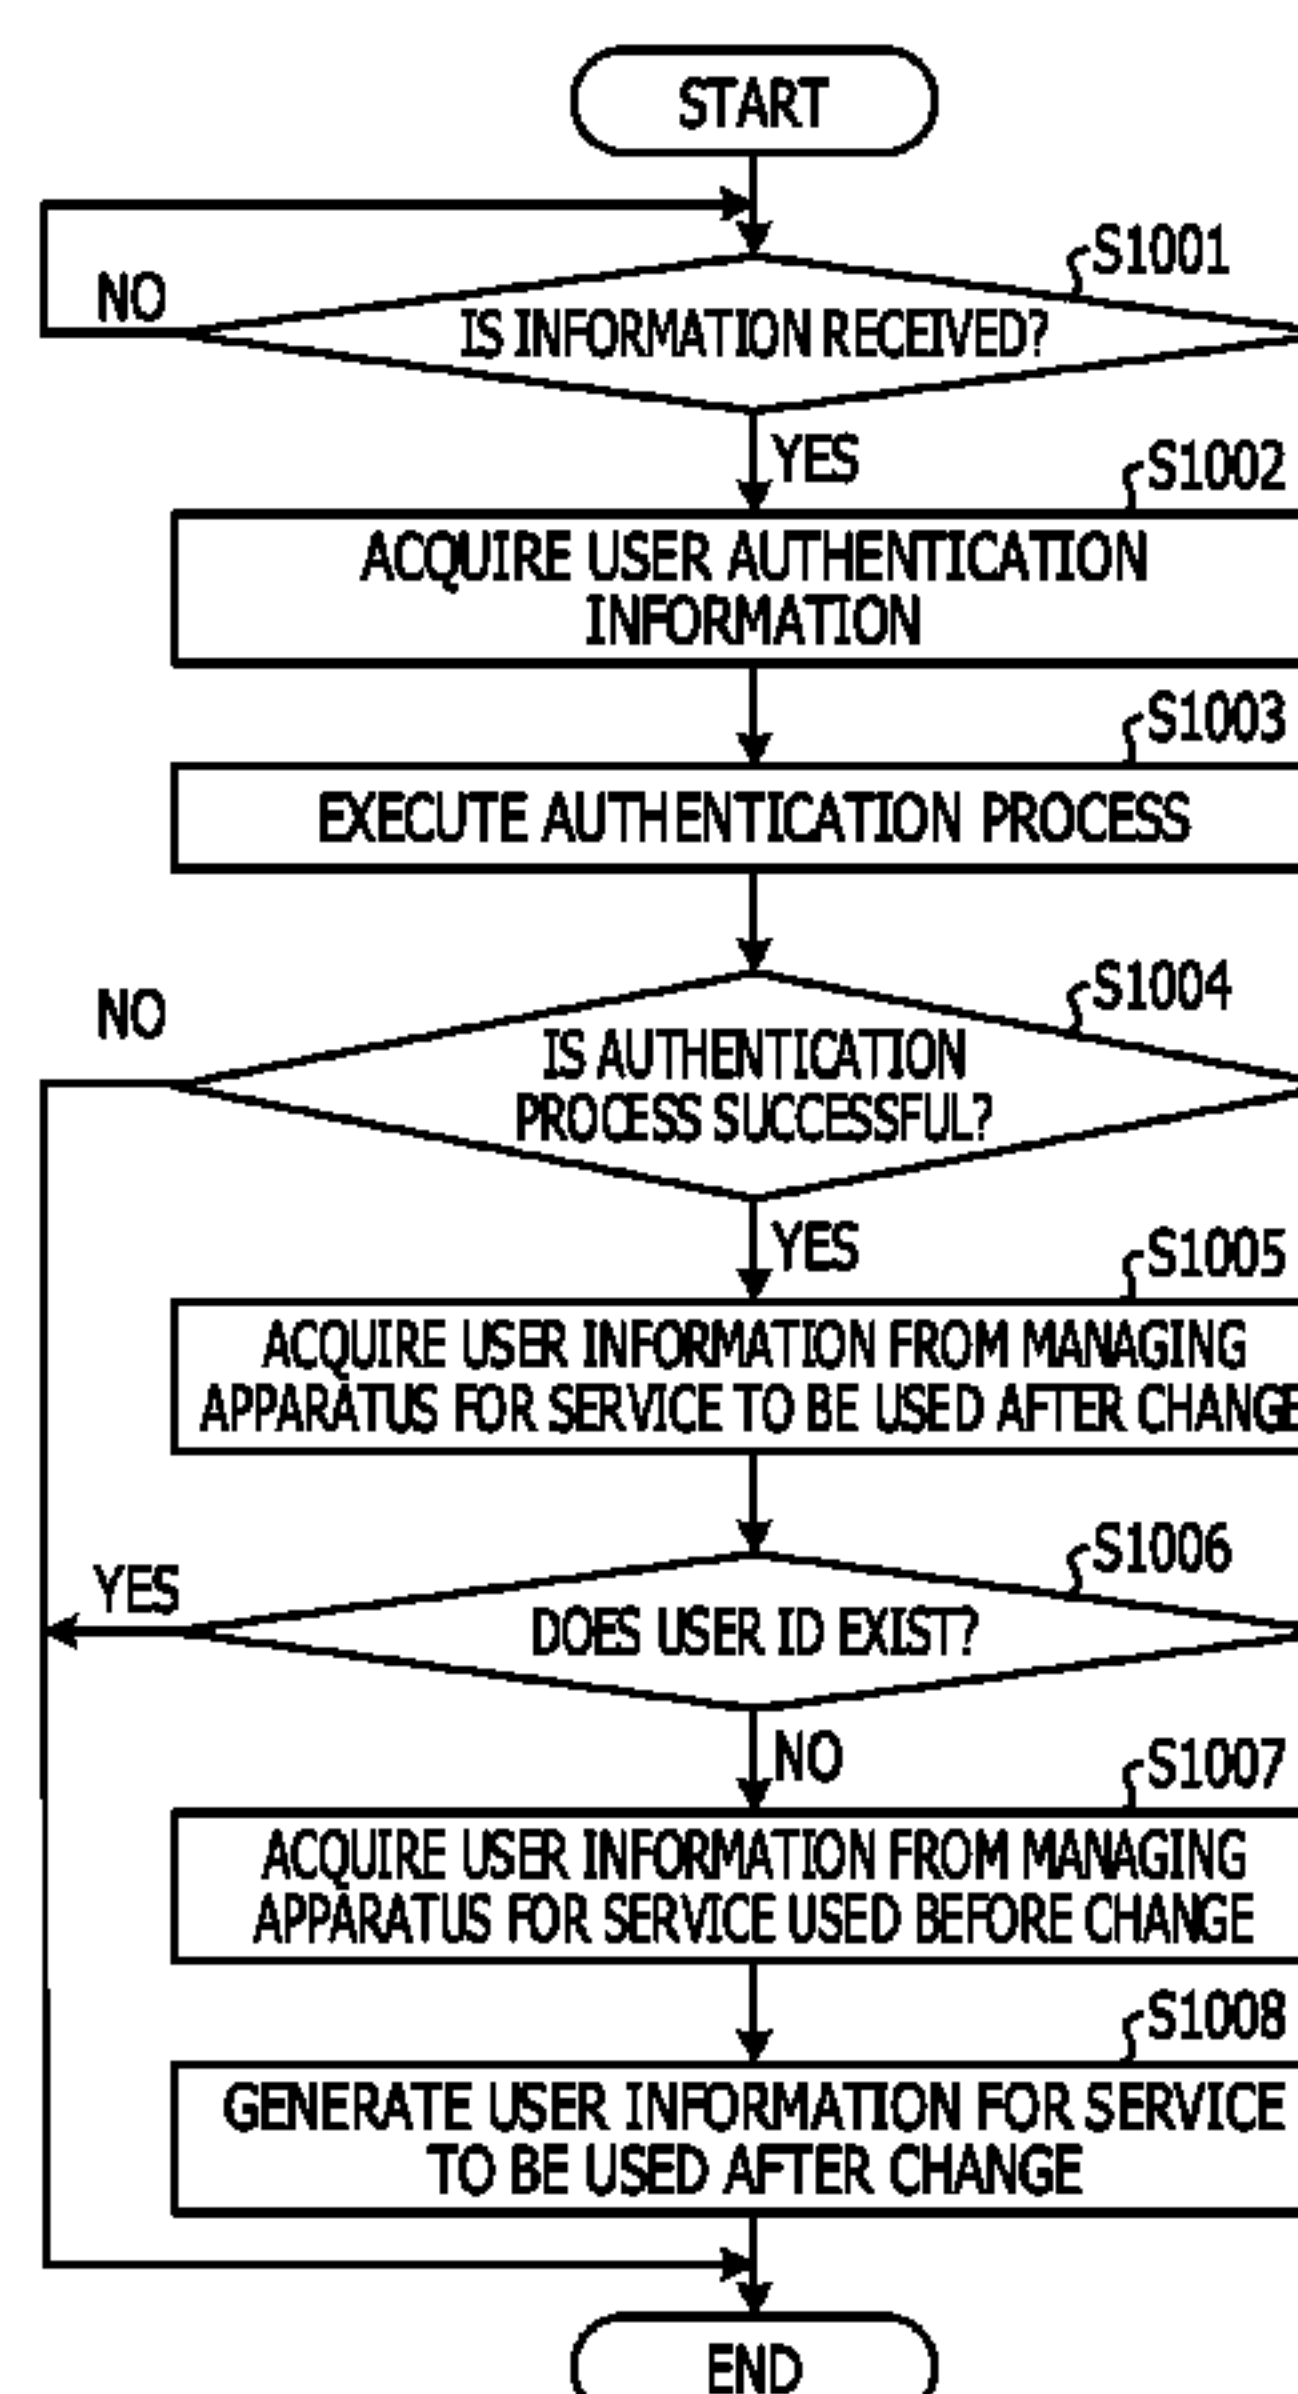 START
S1001
NO
IS INFORMATION RECEIVED?
YES
S1002
ACQUIRE USER AUTHENTICATION
INFORMATION
S1003
EXECUTE AUTHENTICATION PROCESS
S1004
NO
IS AUTHENTICATION
PROCESS SUCCESSFUL?
YES
S1005
ACQUIRE USER INFORMATION FROM MANAGING
APPARATUS FOR SERVICE TO BE USED AFTER CHANGE
S1006
YES
DOES USER ID EXIST?
NO
S1007
ACQUIRE USER INFORMATION FROM MANAGING
APPARATUS FOR SERVICE USED BEFORE CHANGE
S1008
GENERATE USER INFORMATION FOR SERVICE
TO BE USED AFTER CHANGE
END